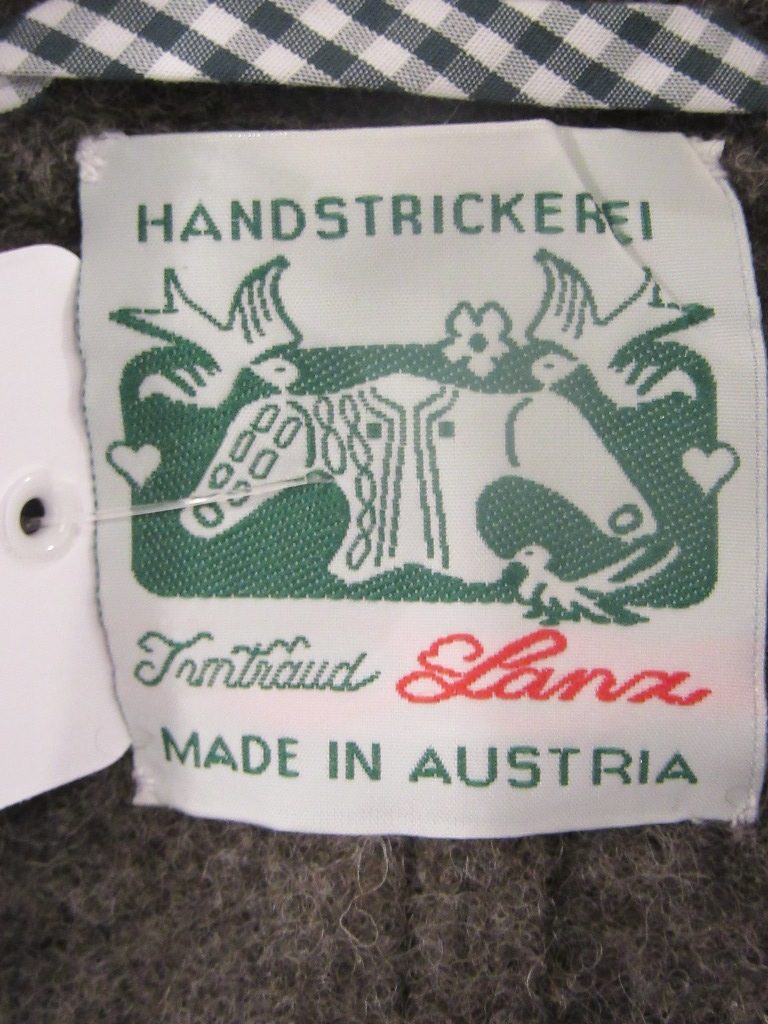 HANDSTRICKEREI
Irmtraud Lanz
MADE IN AUSTRIA